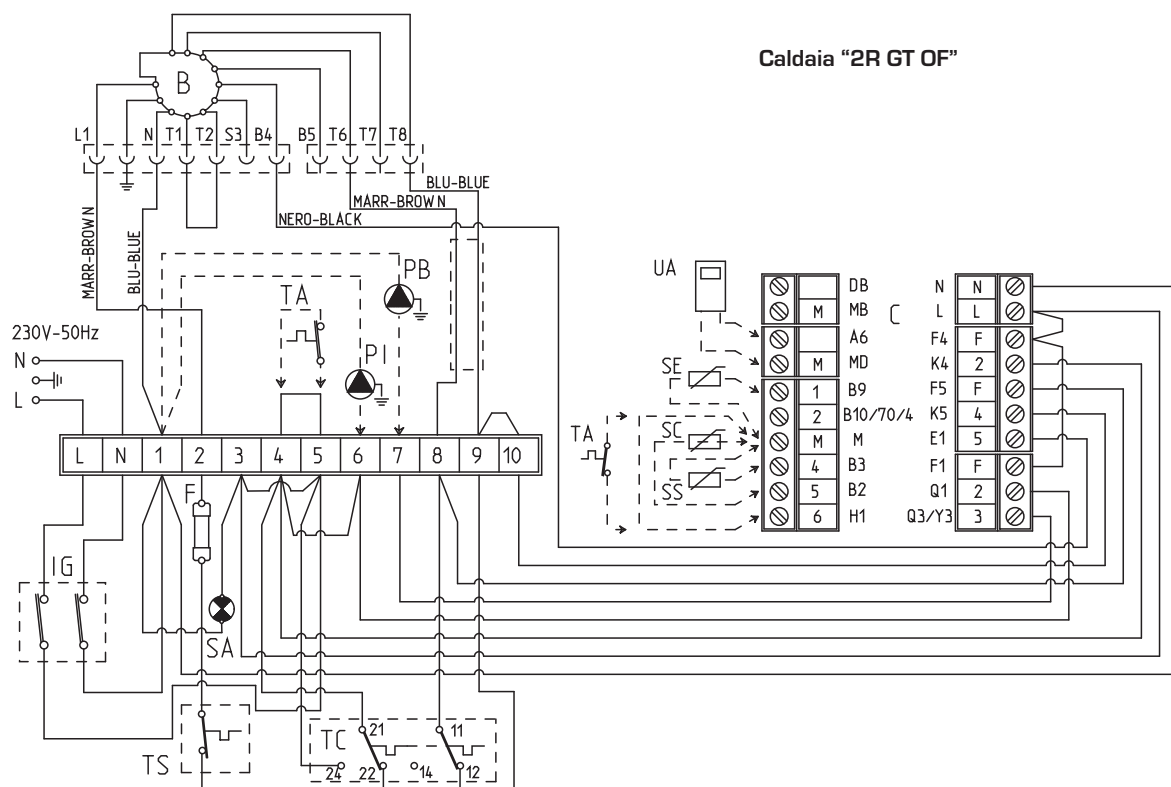 Caldaia “2R GT OF”
B
L1 N T1 T2 S3 B4 B5 T6 T7 T8
BLU-BLUE
MARR-BROWN
NERO-BLACK
MARR-BROWN
BLU-BLUE
PB
TA
PI
230V-50Hz
N
L
L N 1 2 3 4 5 6 7 8 9 10
F
IG
SA
TS
TC
21 11
24 22 14 12
UA
SE
SC
SS
TA
C
DB
M MB
A6
M MD
1 B9
2 B10/70/4
M M
4 B3
5 B2
6 H1
N N
L L
F4 F
K4 2
F5 F
K5 4
E1 5
F1 F
Q1 2
Q3/Y3 3